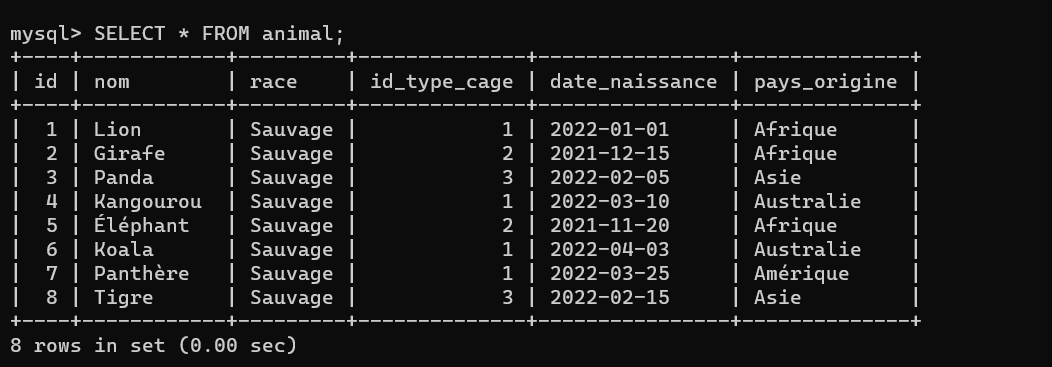 mysql> SELECT * FROM animal;
+----+------------+---------+--------------+----------------+--------------+
| id | nom        | race    | id_type_cage | date_naissance | pays_origine |
+----+------------+---------+--------------+----------------+--------------+
|  1 | Lion       | Sauvage |            1 | 2022-01-01     | Afrique      |
|  2 | Girafe     | Sauvage |            2 | 2021-12-15     | Afrique      |
|  3 | Panda      | Sauvage |            3 | 2022-02-05     | Asie         |
|  4 | Kangourou  | Sauvage |            1 | 2022-03-10     | Australie    |
|  5 | Éléphant   | Sauvage |            2 | 2021-11-20     | Afrique      |
|  6 | Koala      | Sauvage |            1 | 2022-04-03     | Australie    |
|  7 | Panthère   | Sauvage |            1 | 2022-03-25     | Amérique     |
|  8 | Tigre      | Sauvage |            3 | 2022-02-15     | Asie         |
+----+------------+---------+--------------+----------------+--------------+
8 rows in set (0.00 sec)